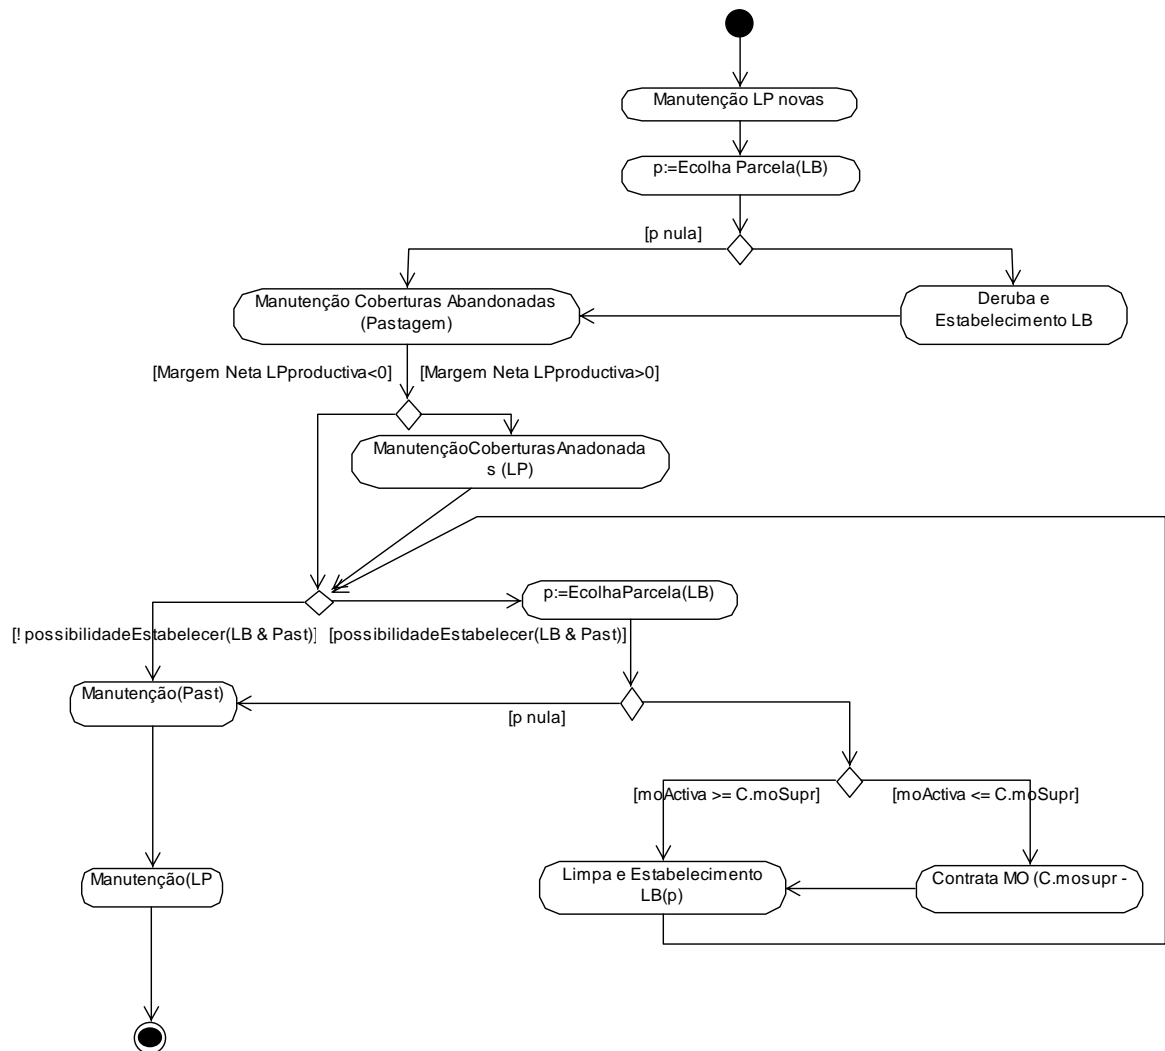 Manutenção LP novas
p:=Ecolha Parcela(LB)
[p nula]
Manutenção Coberturas Abandonadas
(Pastagem)
Deruba e
Estabelecimento LB
[Margem Neta LPproductiva<0]
[Margem Neta LPproductiva>0]
ManutençãoCoberturasAnadonada
s (LP)
p:=EcolhaParcela(LB)
[! possibilidadeEstabelecer(LB & Past)]
[possibilidadeEstabelecer(LB & Past)]
Manutenção(Past)
[p nula]
[moActiva >= C.moSupr]
[moActiva <= C.moSupr]
Manutenção(LP
Limpa e Estabelecimento
LB(p)
Contrata MO (C.mosupr -